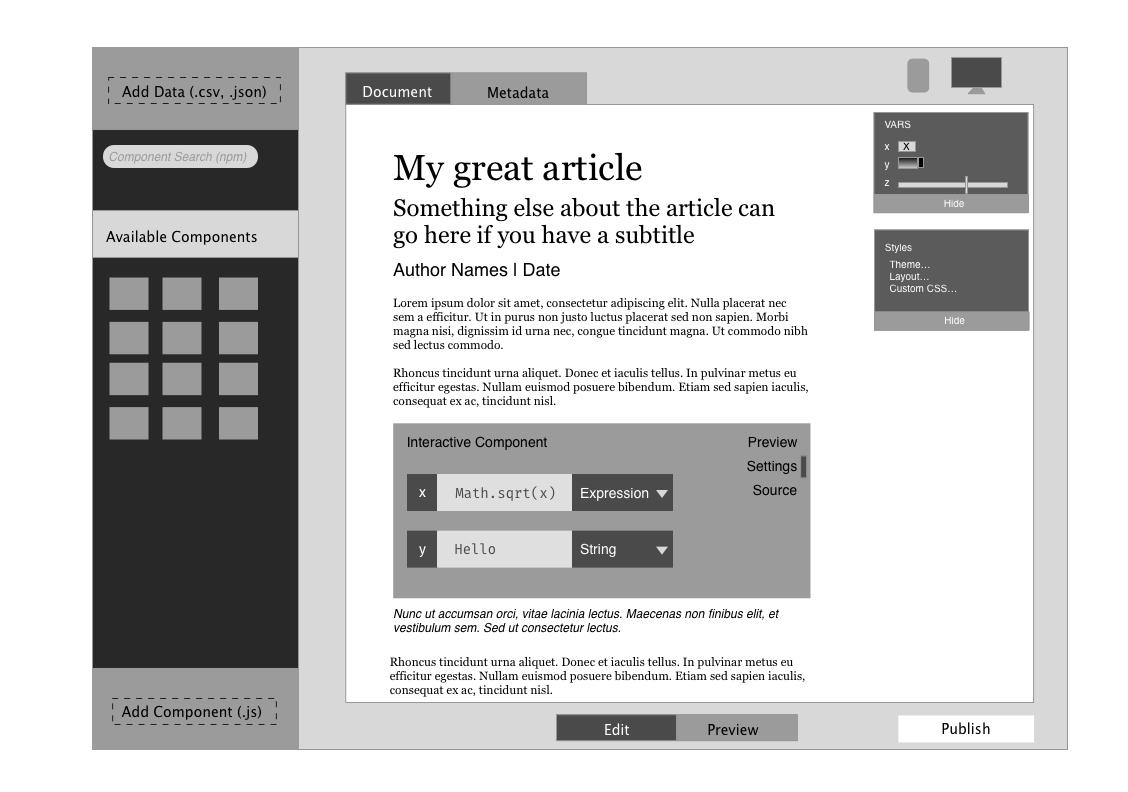 Add Data (.csv, .json)
Component Search (npm)
Available Components
Add Component (.js)
Document
Metadata
My great article
Something else about the article can
go here if you have a subtitle
Author Names | Date
Lorem ipsum dolor sit amet, consectetur adipiscing elit. Nulla placerat nec
sem a efficitur. Ut in purus non justo luctus placerat sed non sapien. Morbi
magna nisi, dignissim id urna nec, congue tincidunt magna. Ut commodo nibh
sed lectus commodo.
Rhoncus tincidunt urna aliquet. Donec et iaculis tellus. In pulvinar metus eu
efficitur egestas. Nullam euismod posuere bibendum. Etiam sed sapien iaculis,
consequat ex ac, tincidunt nisl.
Interactive Component
Preview
Settings
Source
x Math.sqrt(x) Expression
y Hello String
Nunc ut accumsan orci, vitae lacinia lectus. Maecenas non finibus elit, et
vestibulum sem. Sed ut consectetur lectus.
Rhoncus tincidunt urna aliquet. Donec et iaculis tellus. In pulvinar metus eu
efficitur egestas. Nullam euismod posuere bibendum. Etiam sed sapien iaculis,
consequat ex ac, tincidunt nisl.
VARS
x X
y
z
Hide
Styles
Theme...
Layout...
Custom CSS...
Hide
Edit
Preview
Publish